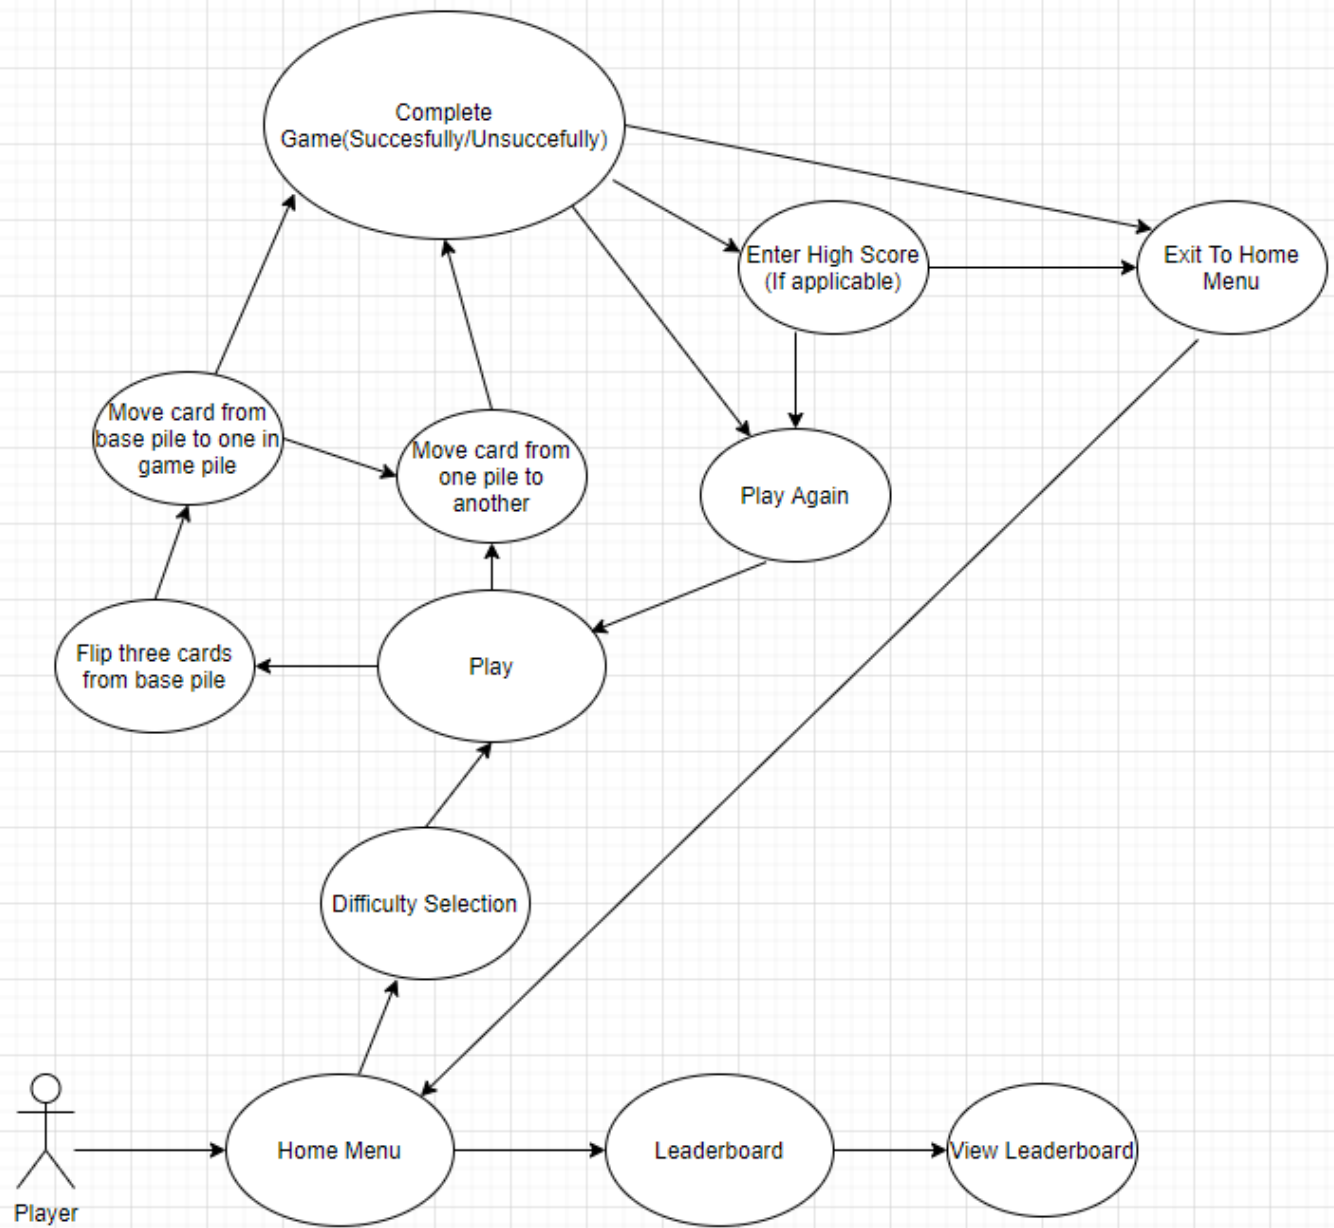 Complete
Game(Succesfully/Unsuccefully)
Enter High Score
(If applicable)
Exit To Home
Menu
Move card from
base pile to one in
game pile
Move card from
one pile to
another
Play Again
Flip three cards
from base pile
Play
Difficulty Selection
Home Menu
Leaderboard
View Leaderboard
Player